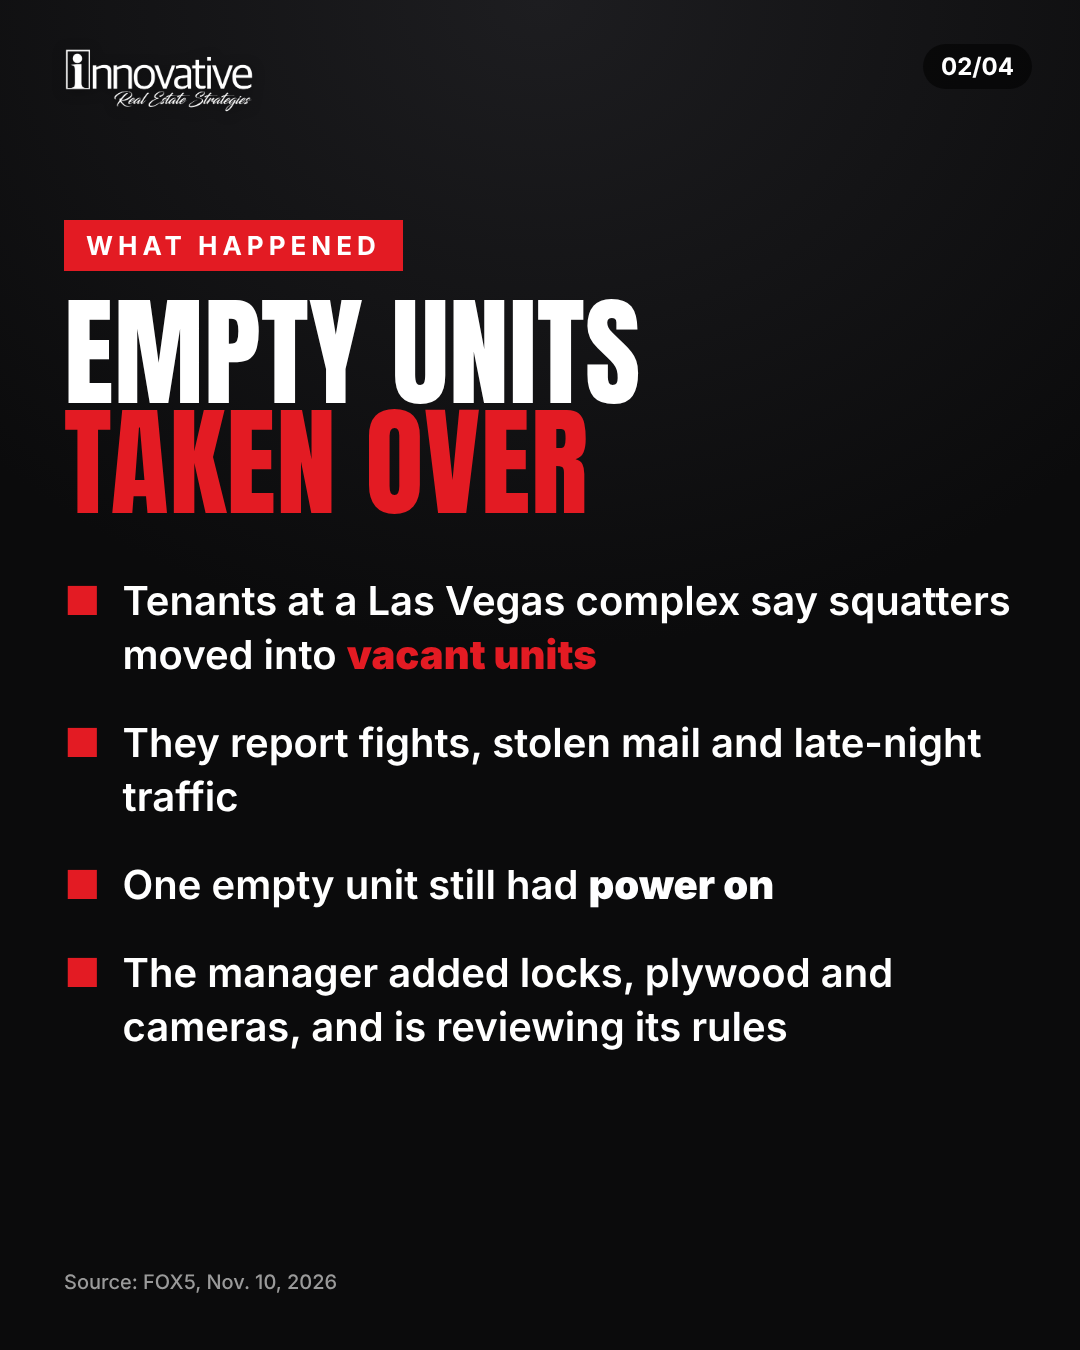 innovative
Real Estate Strategies
02/04
WHAT HAPPENED
EMPTY UNITS
TAKEN OVER
Tenants at a Las Vegas complex say squatters
moved into vacant units
They report fights, stolen mail and late-night
traffic
One empty unit still had power on
The manager added locks, plywood and
cameras, and is reviewing its rules
Source: FOX5, Nov. 10, 2026